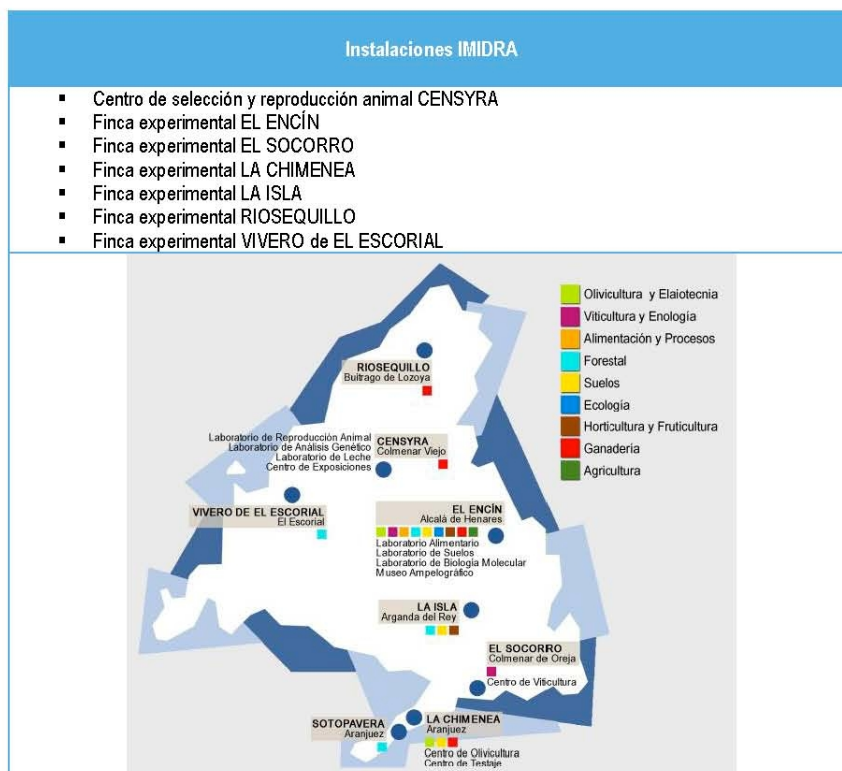 Instalaciones IMIDRA
▪ Centro de selección y reproducción animal CENSYRA
▪ Finca experimental EL ENCÍN
▪ Finca experimental EL SOCORRO
▪ Finca experimental LA CHIMENEA
▪ Finca experimental LA ISLA
▪ Finca experimental RIOSEQUILLO
▪ Finca experimental VIVERO de EL ESCORIAL
Olivicultura y Elaiotecnia
Viticultura y Enología
Alimentación y Procesos
Forestal
Suelos
Ecología
Horticultura y Fruticultura
Ganadería
Agricultura
RIOSEQUILLO
Buitrago de Lozoya
Laboratorio de Reproducción Animal
Laboratorio de Análisis Genético
Laboratorio de Leche
Centro de Exposiciones
CENSYRA
Colmenar Viejo
VIVERO DE EL ESCORIAL
El Escorial
EL ENCÍN
Alcalá de Henares
Laboratorio Alimentario
Laboratorio de Suelos
Laboratorio de Biología Molecular
Museo Ampelográfico
LA ISLA
Arganda del Rey
EL SOCORRO
Colmenar de Oreja
Centro de Viticultura
SOTOPAVERA
Aranjuez
LA CHIMENEA
Aranjuez
Centro de Olivicultura
Centro de Testaje